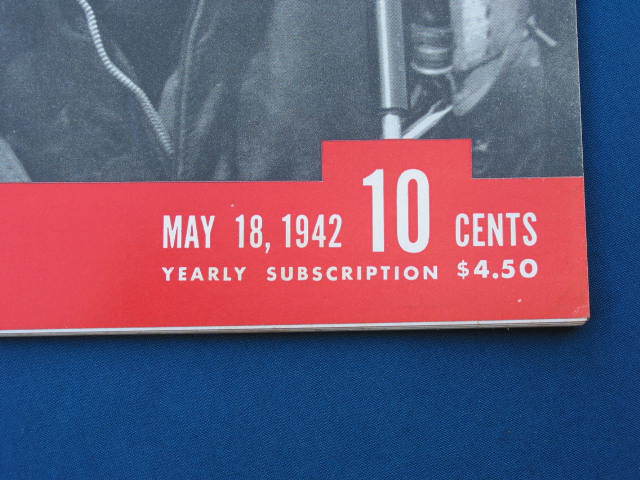 MAY 18, 1942 10 CENTS
YEARLY SUBSCRIPTION $4.50